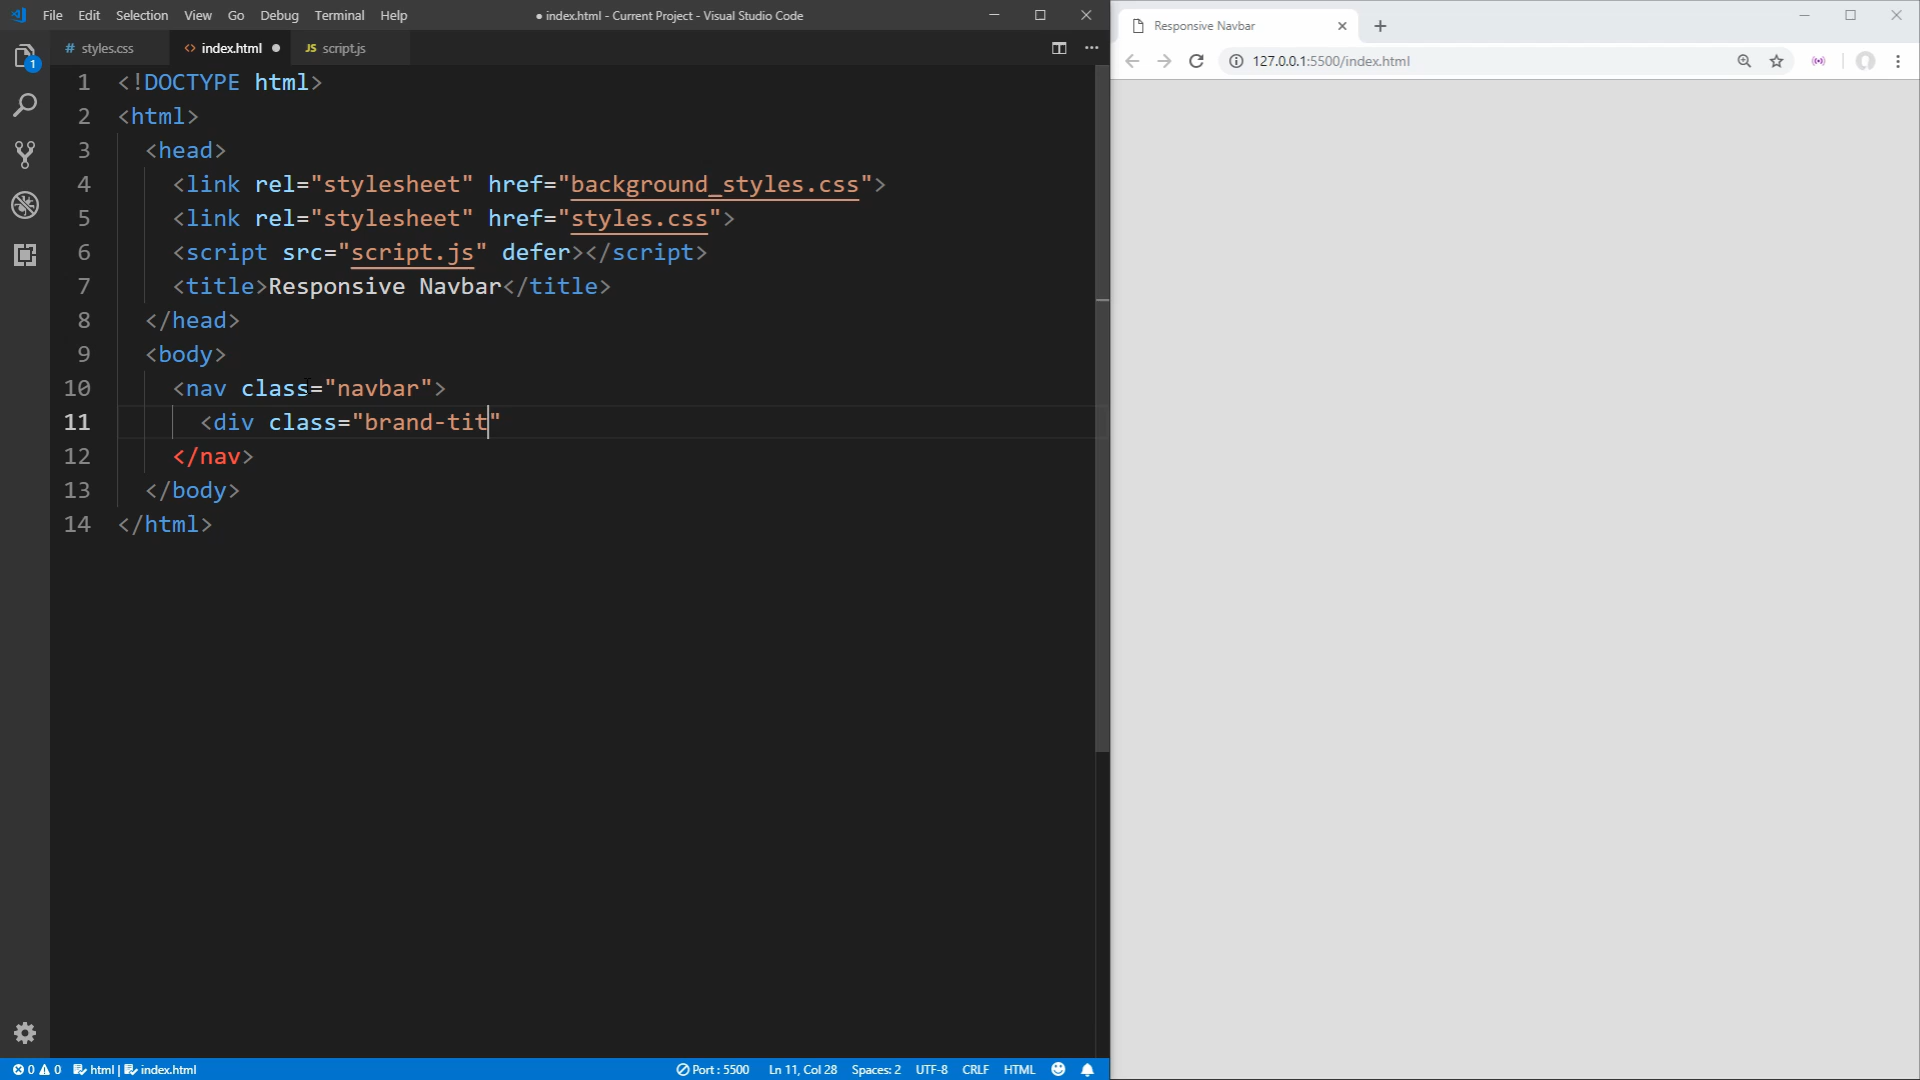 File Edit Selection View Go Debug Terminal Help
● index.html - Current Project - Visual Studio Code
# styles.css
<> index.html ●
JS script.js
1 <!DOCTYPE html>
2 <html>
3 <head>
4 <link rel="stylesheet" href="background_styles.css">
5 <link rel="stylesheet" href="styles.css">
6 <script src="script.js" defer></script>
7 <title>Responsive Navbar</title>
8 </head>
9 <body>
10 <nav class="navbar">
11 <div class="brand-tit"
12 </nav>
13 </body>
14 </html>
1
0 0 html | index.html
Port : 5500 Ln 11, Col 28 Spaces: 2 UTF-8 CRLF HTML
Responsive Navbar
127.0.0.1:5500/index.html